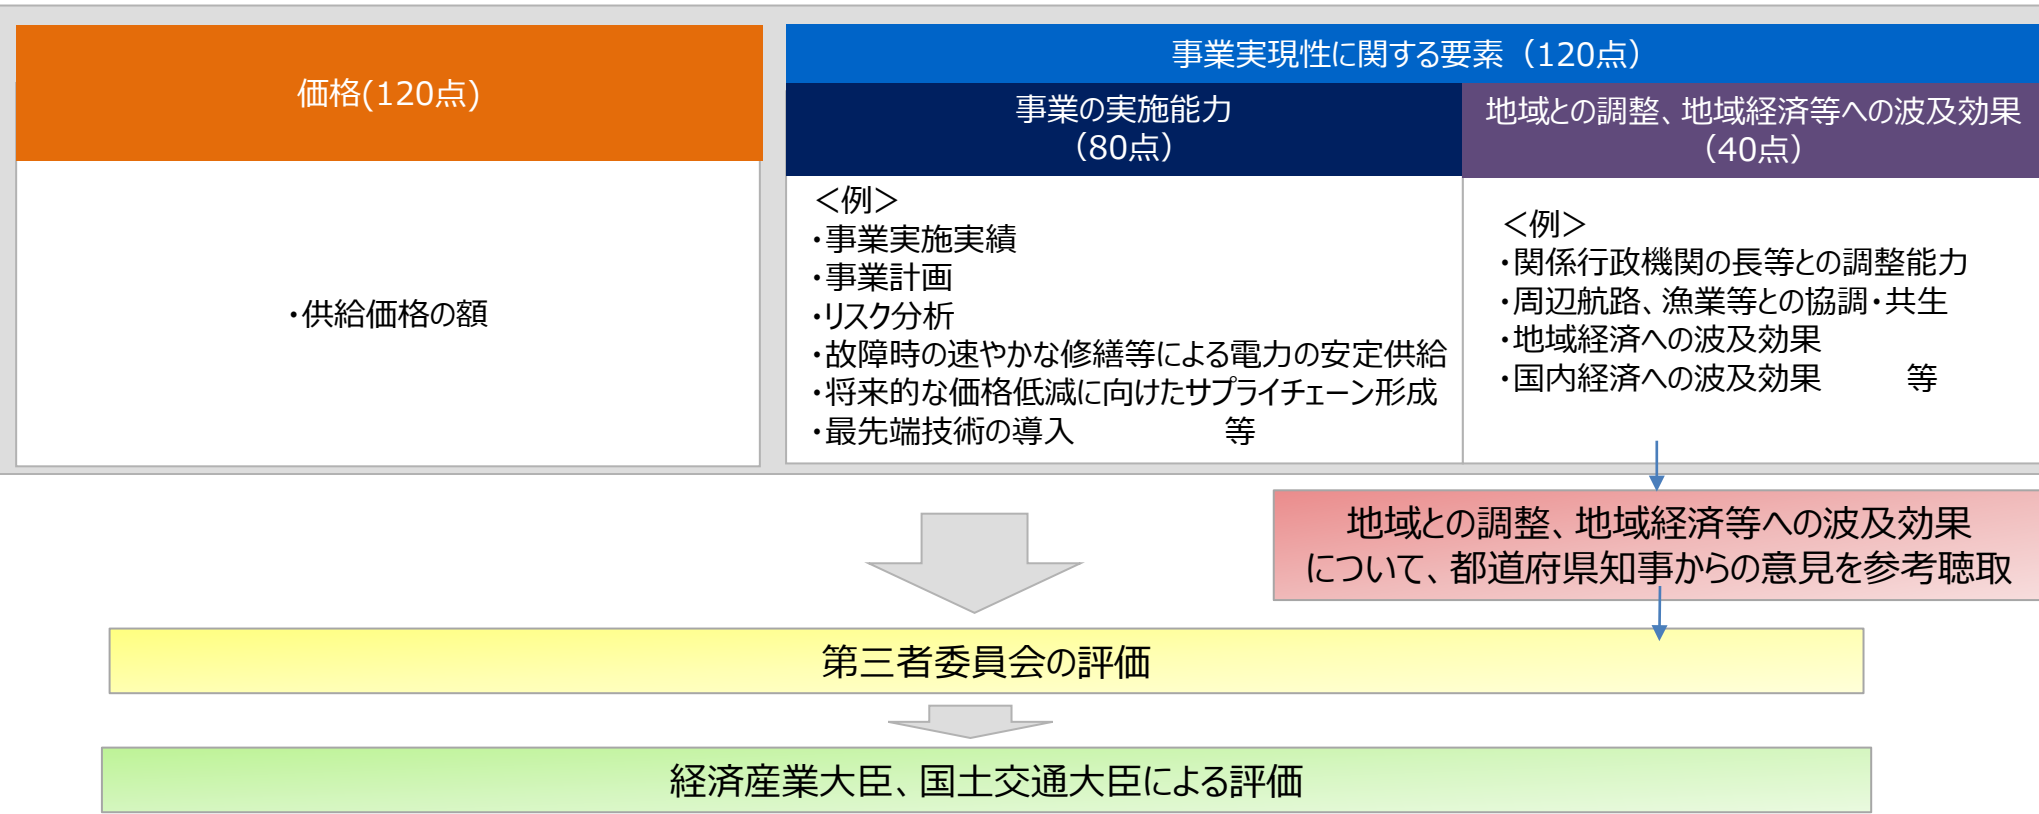 価格(120点)
・供給価格の額
事業実現性に関する要素（120点）
事業の実施能力
（80点）
＜例＞
・事業実施実績
・事業計画
・リスク分析
・故障時の速やかな修繕等による電力の安定供給
・将来的な価格低減に向けたサプライチェーン形成
・最先端技術の導入　　　　　等
地域との調整、地域経済等への波及効果
（40点）
＜例＞
・関係行政機関の長等との調整能力
・周辺航路、漁業等との協調・共生
・地域経済への波及効果
・国内経済への波及効果　　　等
地域との調整、地域経済等への波及効果
について、都道府県知事からの意見を参考聴取
第三者委員会の評価
経済産業大臣、国土交通大臣による評価